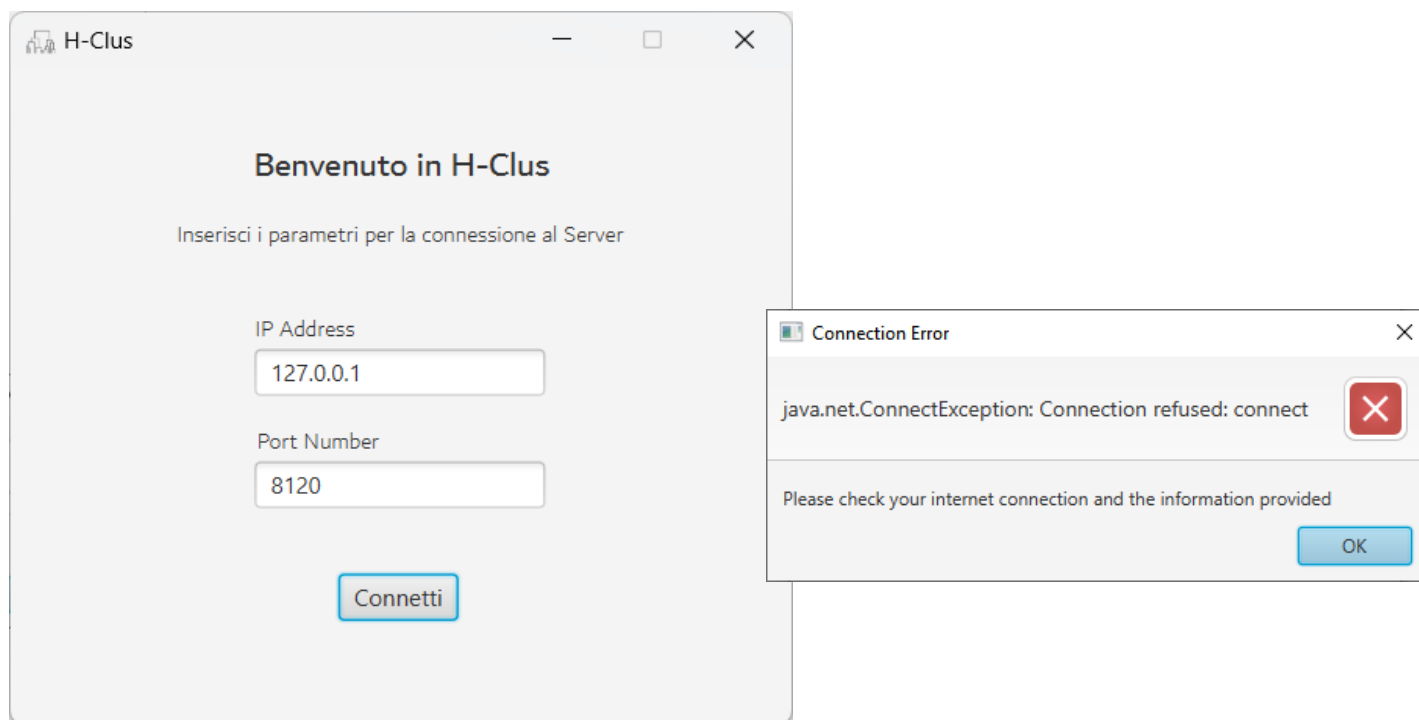 H-Clus
Benvenuto in H-Clus
Inserisci i parametri per la connessione al Server
IP Address
127.0.0.1
Port Number
8120
Connetti
Connection Error
java.net.ConnectException: Connection refused: connect
Please check your internet connection and the information provided
OK